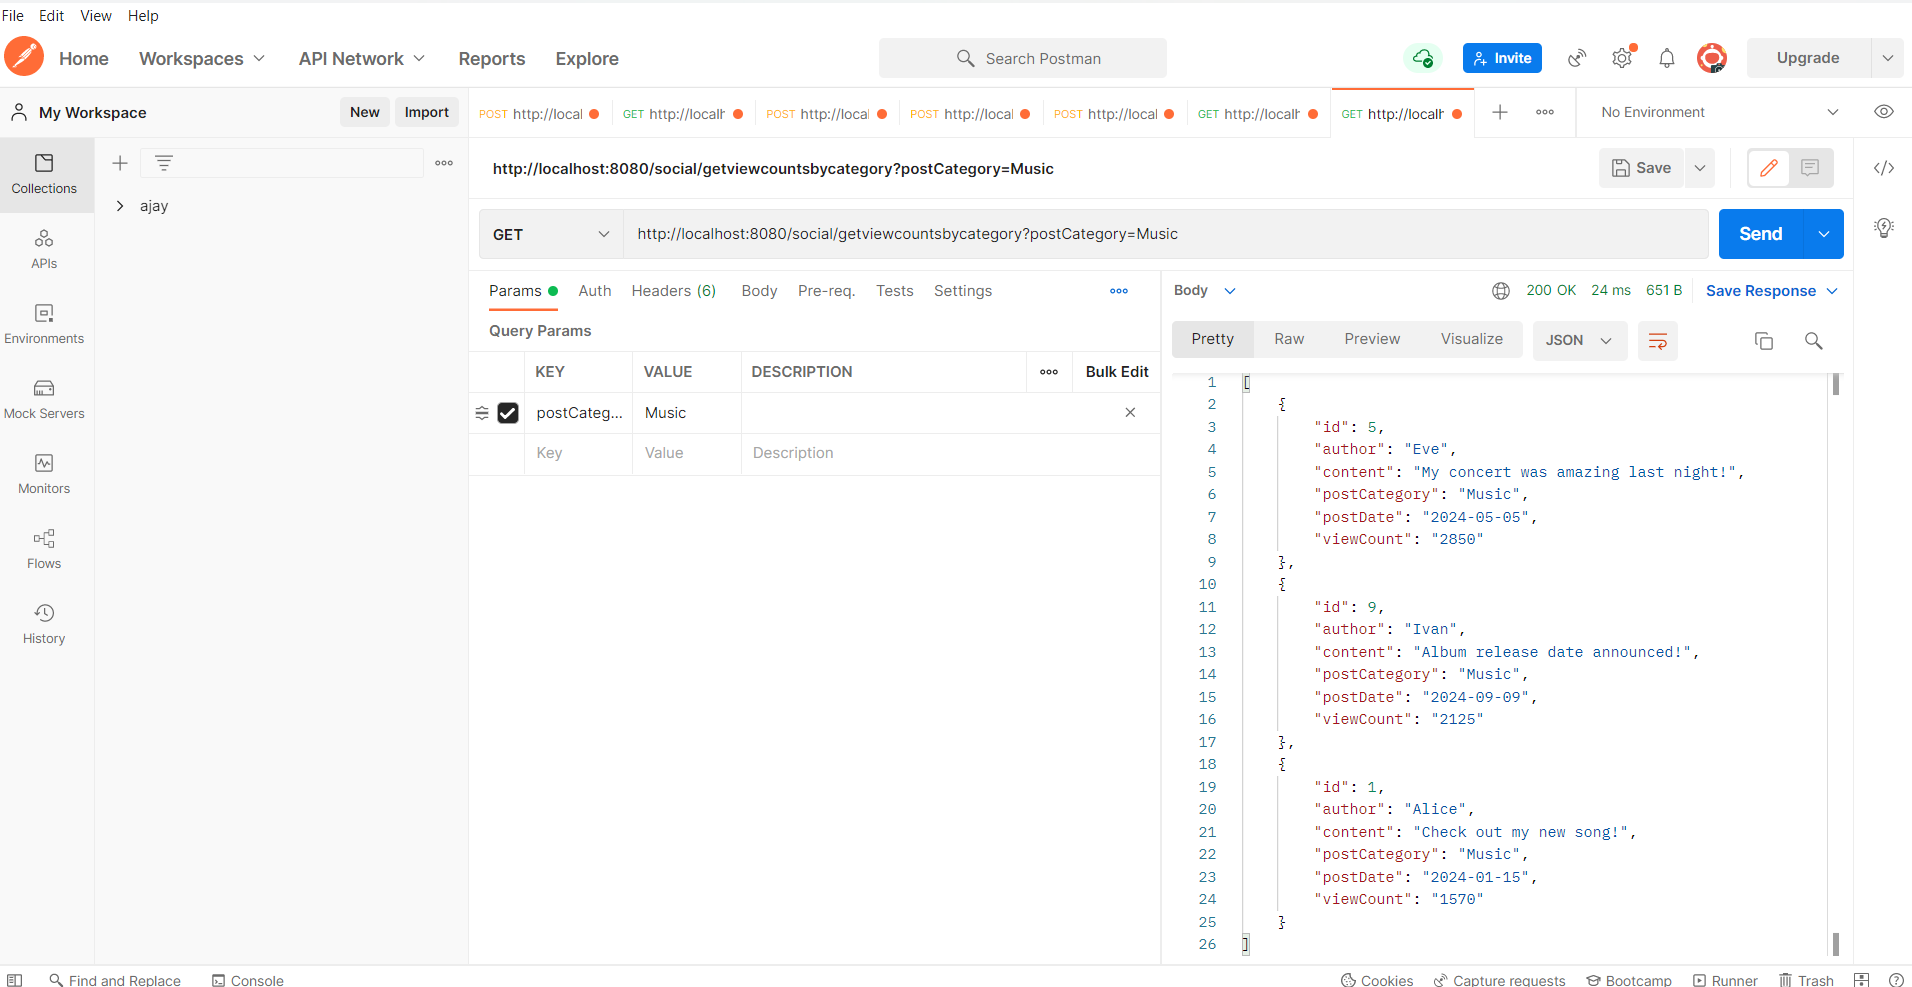 File Edit View Help
Home Workspaces API Network Reports Explore Search Postman Invite Upgrade
My Workspace New Import POST http://local GET http://localh POST http://local POST http://local POST http://local GET http://localh GET http://localh No Environment
Collections
APIs
Environments
Mock Servers
Monitors
Flows
History
ajay
http://localhost:8080/social/getviewcountsbycategory?postCategory=Music Save
GET http://localhost:8080/social/getviewcountsbycategory?postCategory=Music Send
Params Auth Headers (6) Body Pre-req. Tests Settings
Query Params
KEY VALUE DESCRIPTION Bulk Edit
postCateg... Music
Key Value Description
Body 200 OK 24 ms 651 B Save Response
Pretty Raw Preview Visualize JSON
1 [
2 {
3 "id": 5,
4 "author": "Eve",
5 "content": "My concert was amazing last night!",
6 "postCategory": "Music",
7 "postDate": "2024-05-05",
8 "viewCount": "2850"
9 },
10 {
11 "id": 9,
12 "author": "Ivan",
13 "content": "Album release date announced!",
14 "postCategory": "Music",
15 "postDate": "2024-09-09",
16 "viewCount": "2125"
17 },
18 {
19 "id": 1,
20 "author": "Alice",
21 "content": "Check out my new song!",
22 "postCategory": "Music",
23 "postDate": "2024-01-15",
24 "viewCount": "1570"
25 }
26 ]
Find and Replace Console Cookies Capture requests Bootcamp Runner Trash